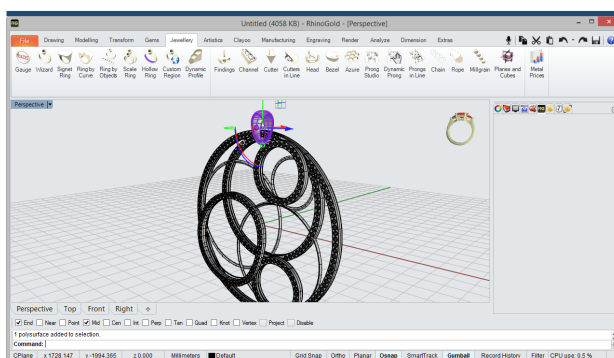 Untitled (4058 KB) - RhinoGold - [Perspective]
File Drawing Modelling Transform Gems Jewellery Artistics Clayoo Manufacturing Engraving Render Analyze Dimension Extras
Gauge Wizard Signet Ring Ring by Curve Ring by Objects Scale Ring Hollow Ring Custom Region Dynamic Profile Findings Channel Cutter Cutters in Line Head Bezel Azure Prong Studio Dynamic Prong Prongs in Line Chain Rope Millgrain Planes and Cubes Metal Prices
Perspective
Perspective Top Front Right
End Near Point Mid Cen Int Perp Tan Quad Knot Vertex Project Disable
1 polysurface added to selection.
Command:
CPlane x 1728.147 y -1994.365 z 0.000 Millimeters Default Grid Snap Ortho Planar Osnap SmartTrack Gumball Record History Filter CPU use: 0.5 %